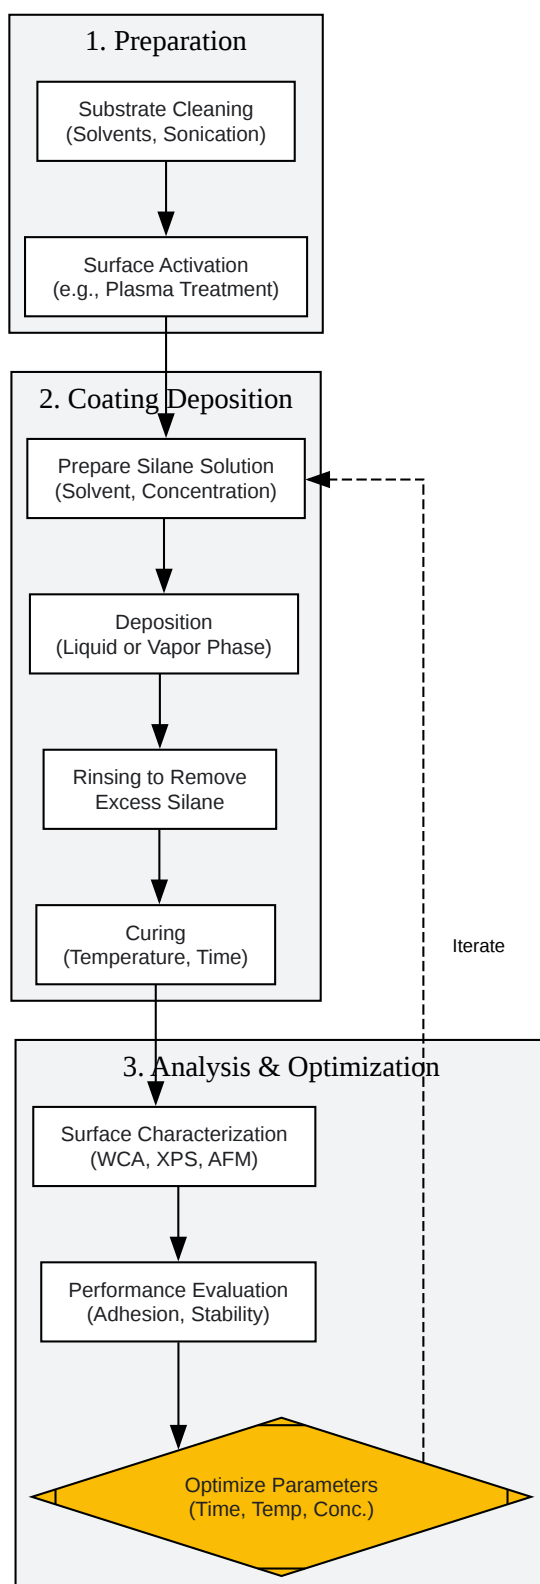 1. Preparation
Substrate Cleaning
(Solvents, Sonication)
Surface Activation
(e.g., Plasma Treatment)
2. Coating Deposition
Prepare Silane Solution
(Solvent, Concentration)
Deposition
(Liquid or Vapor Phase)
Rinsing to Remove
Excess Silane
Curing
(Temperature, Time)
Iterate
3. Analysis & Optimization
Surface Characterization
(WCA, XPS, AFM)
Performance Evaluation
(Adhesion, Stability)
Optimize Parameters
(Time, Temp, Conc.)